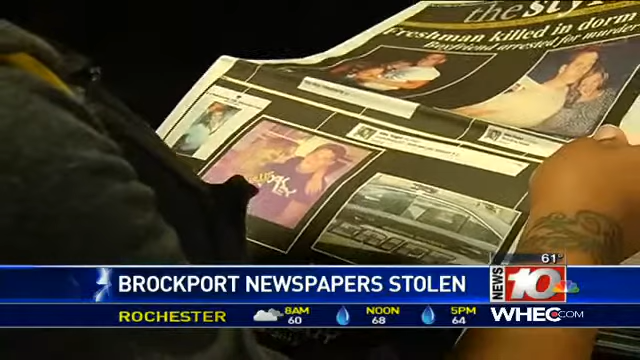 the Sty
Freshman killed in dorm
Boyfriend arrested for murder
61°
BROCKPORT NEWSPAPERS STOLEN
NEWS 10
ROCHESTER 8AM 60 NOON 68 5PM 64
WHEC.COM